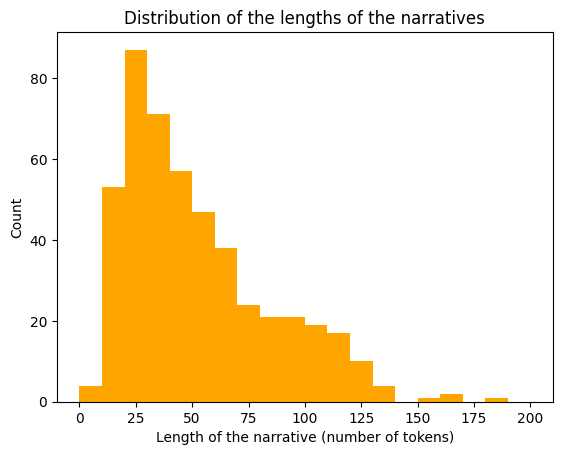 Distribution of the lengths of the narratives
80
60
40
20
0
Count
0 25 50 75 100 125 150 175 200
Length of the narrative (number of tokens)